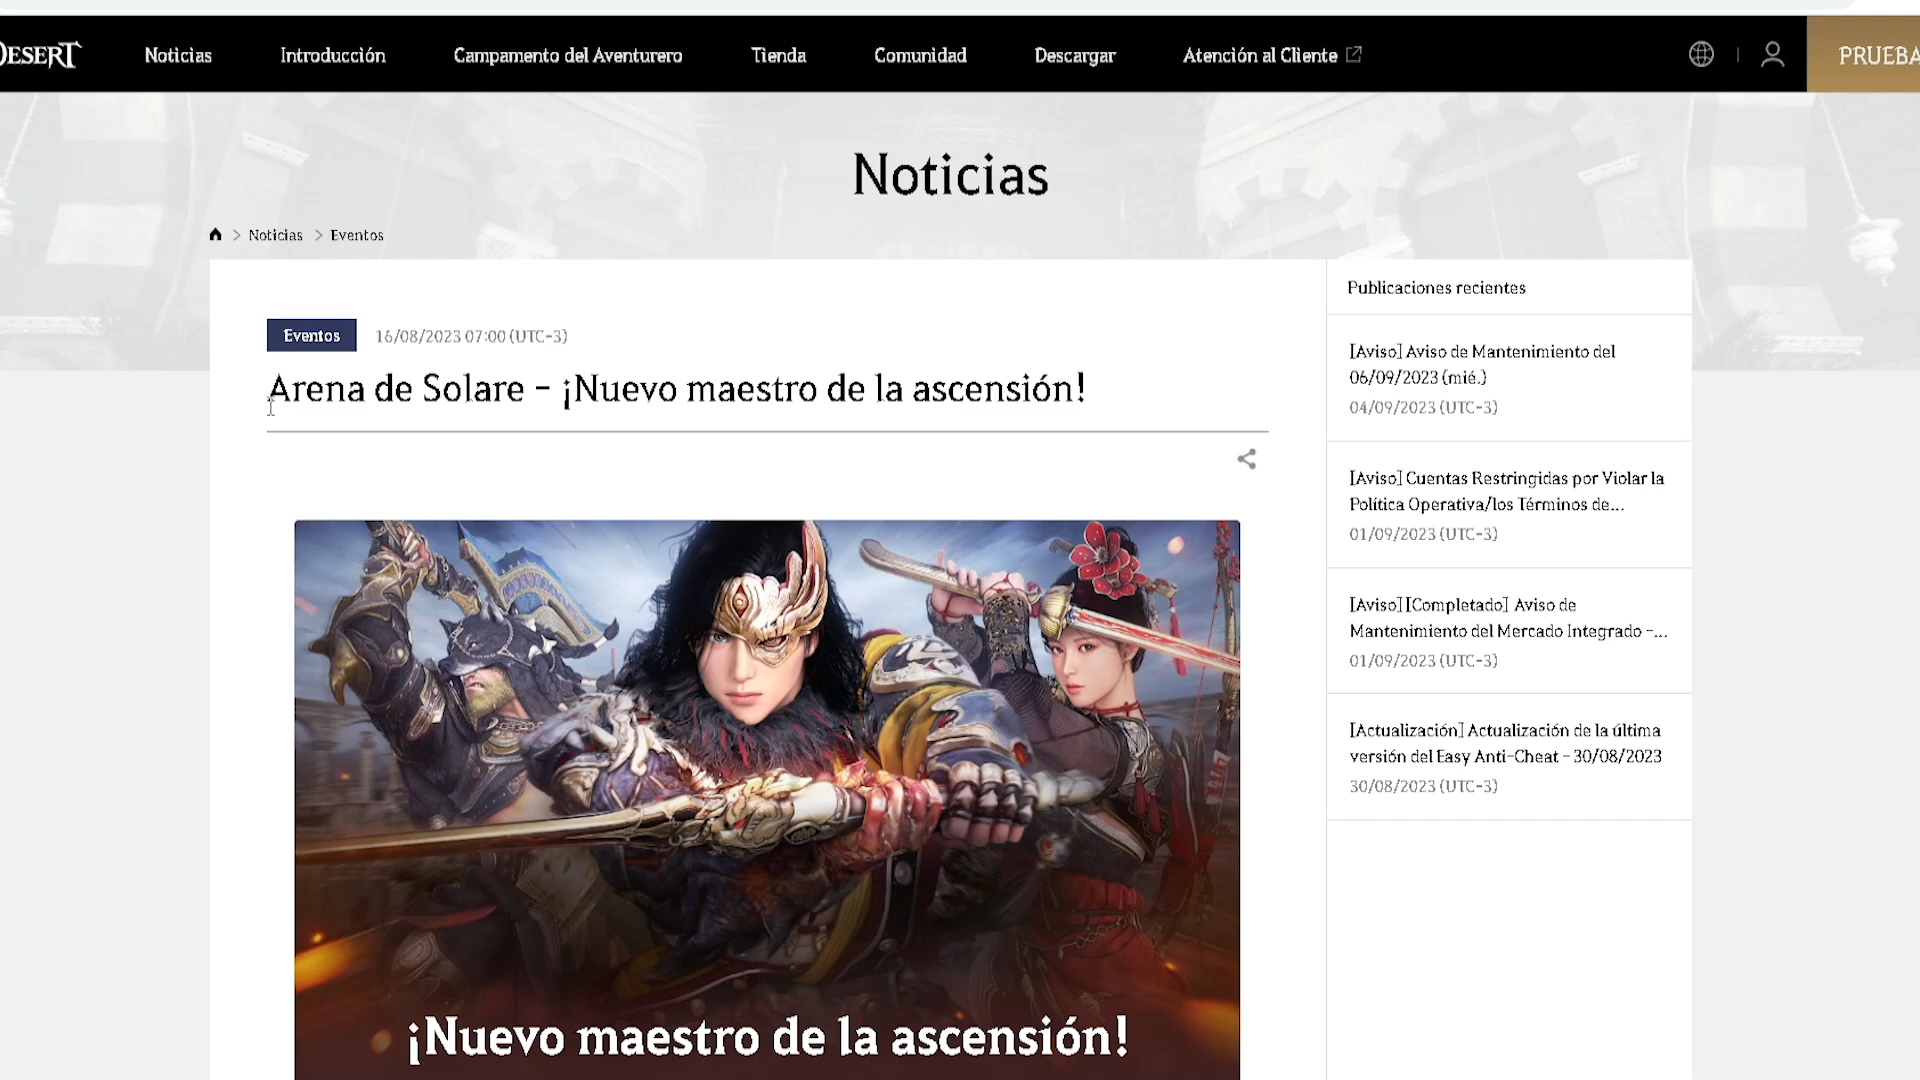 DESERT
Noticias
Introducción
Campamento del Aventurero
Tienda
Comunidad
Descargar
Atención al Cliente
PRUEBA
Noticias
Noticias > Eventos
Eventos
16/08/2023 07:00 (UTC-3)
Arena de Solare - ¡Nuevo maestro de la ascensión!
¡Nuevo maestro de la ascensión!
Publicaciones recientes
[Aviso] Aviso de Mantenimiento del
06/09/2023 (mié.)
04/09/2023 (UTC-3)
[Aviso] Cuentas Restringidas por Violar la
Política Operativa/los Términos de...
01/09/2023 (UTC-3)
[Aviso][Completado] Aviso de
Mantenimiento del Mercado Integrado -...
01/09/2023 (UTC-3)
[Actualización] Actualización de la última
versión del Easy Anti-Cheat - 30/08/2023
30/08/2023 (UTC-3)